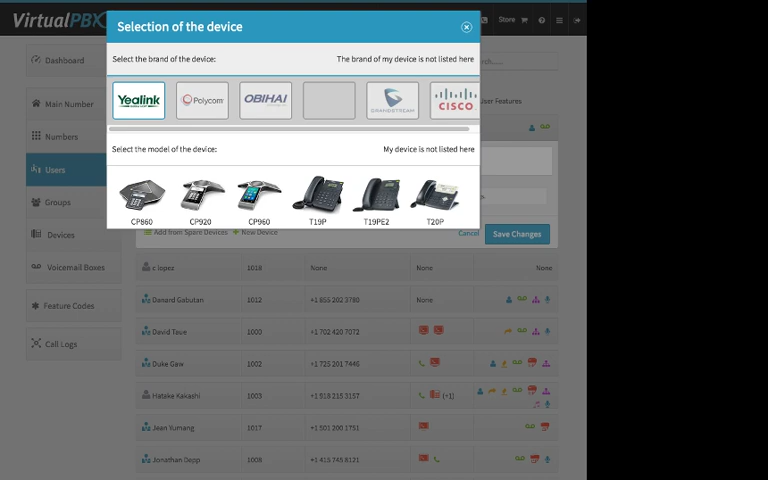 VirtualPBX
Selection of the device
Store
Select the brand of the device:
The brand of my device is not listed here
Yealink
Polycom
OBIHAI
GRANDSTREAM
CISCO
User Features
Select the model of the device:
My device is not listed here
CP860
CP920
CP960
T19P
T19PE2
T20P
Add from Spare Devices
New Device
Cancel
Save Changes
Dashboard
Main Number
Numbers
Users
Groups
Devices
Voicemail Boxes
Feature Codes
Call Logs
c lopez 1018 None None None
Danard Gabutan 1012 +1 855 202 3780 None
David Taue 1000 +1 702 420 7072
Duke Gaw 1002 +1 725 201 7446
Hatake Kakashi 1003 +1 518 215 3157 (+1)
Jean Yumang 1017 +1 501 200 1751
Jonathan Depp 1008 +1 415 745 8121